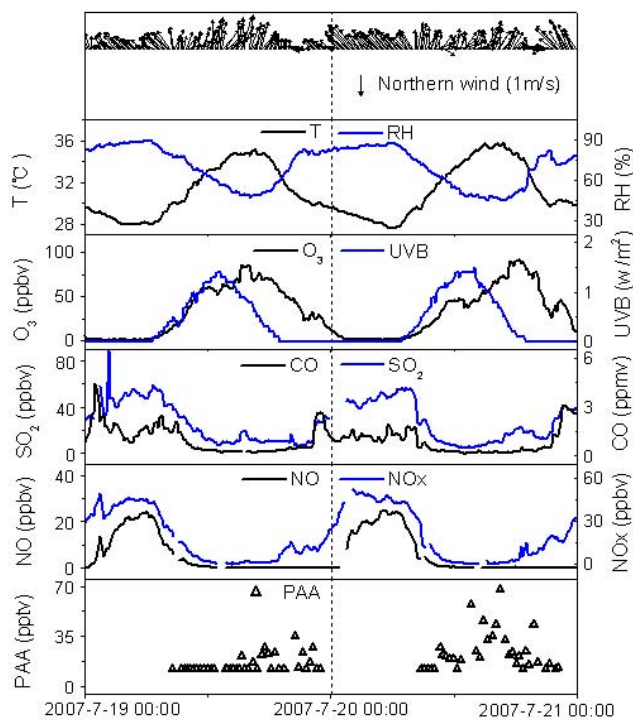 Northern wind (1m/s)
T RH
36 32 28
T (℃)
90 60 30
RH (%)
O3 UVB
100 50 0
O3 (ppbv)
2 1 0
UVB (w/m2)
CO SO2
80 40 0
SO2 (ppbv)
6 3 0
CO (ppmv)
NO NOx
40 20 0
NO (ppbv)
60 30 0
NOx (ppbv)
PAA
70 35 0
PAA (pptv)
2007-7-19 00:00 2007-7-20 00:00 2007-7-21 00:00